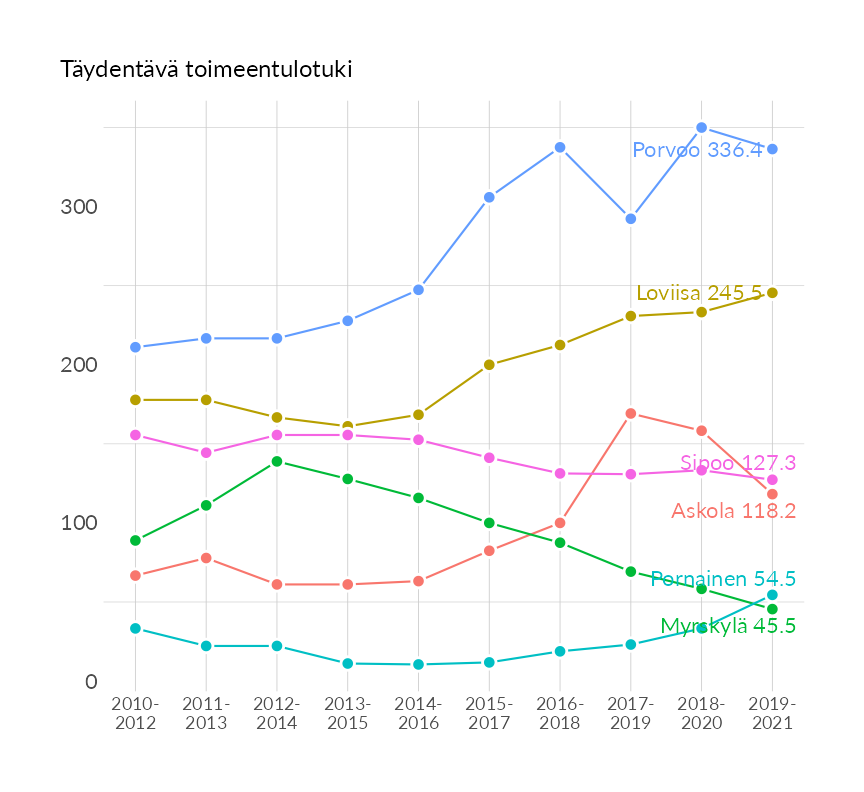 Täydentävä toimeentulotuki
Porvoo 336.4
300
Loviisa 245.5
200
Sipoo 127.3
Askola 118.2
100
Pornainen 54.5
Myrskylä 45.5
0
2010- 2011- 2012- 2013- 2014- 2015- 2016- 2017- 2018- 2019-
2012 2013 2014 2015 2016 2017 2018 2019 2020 2021